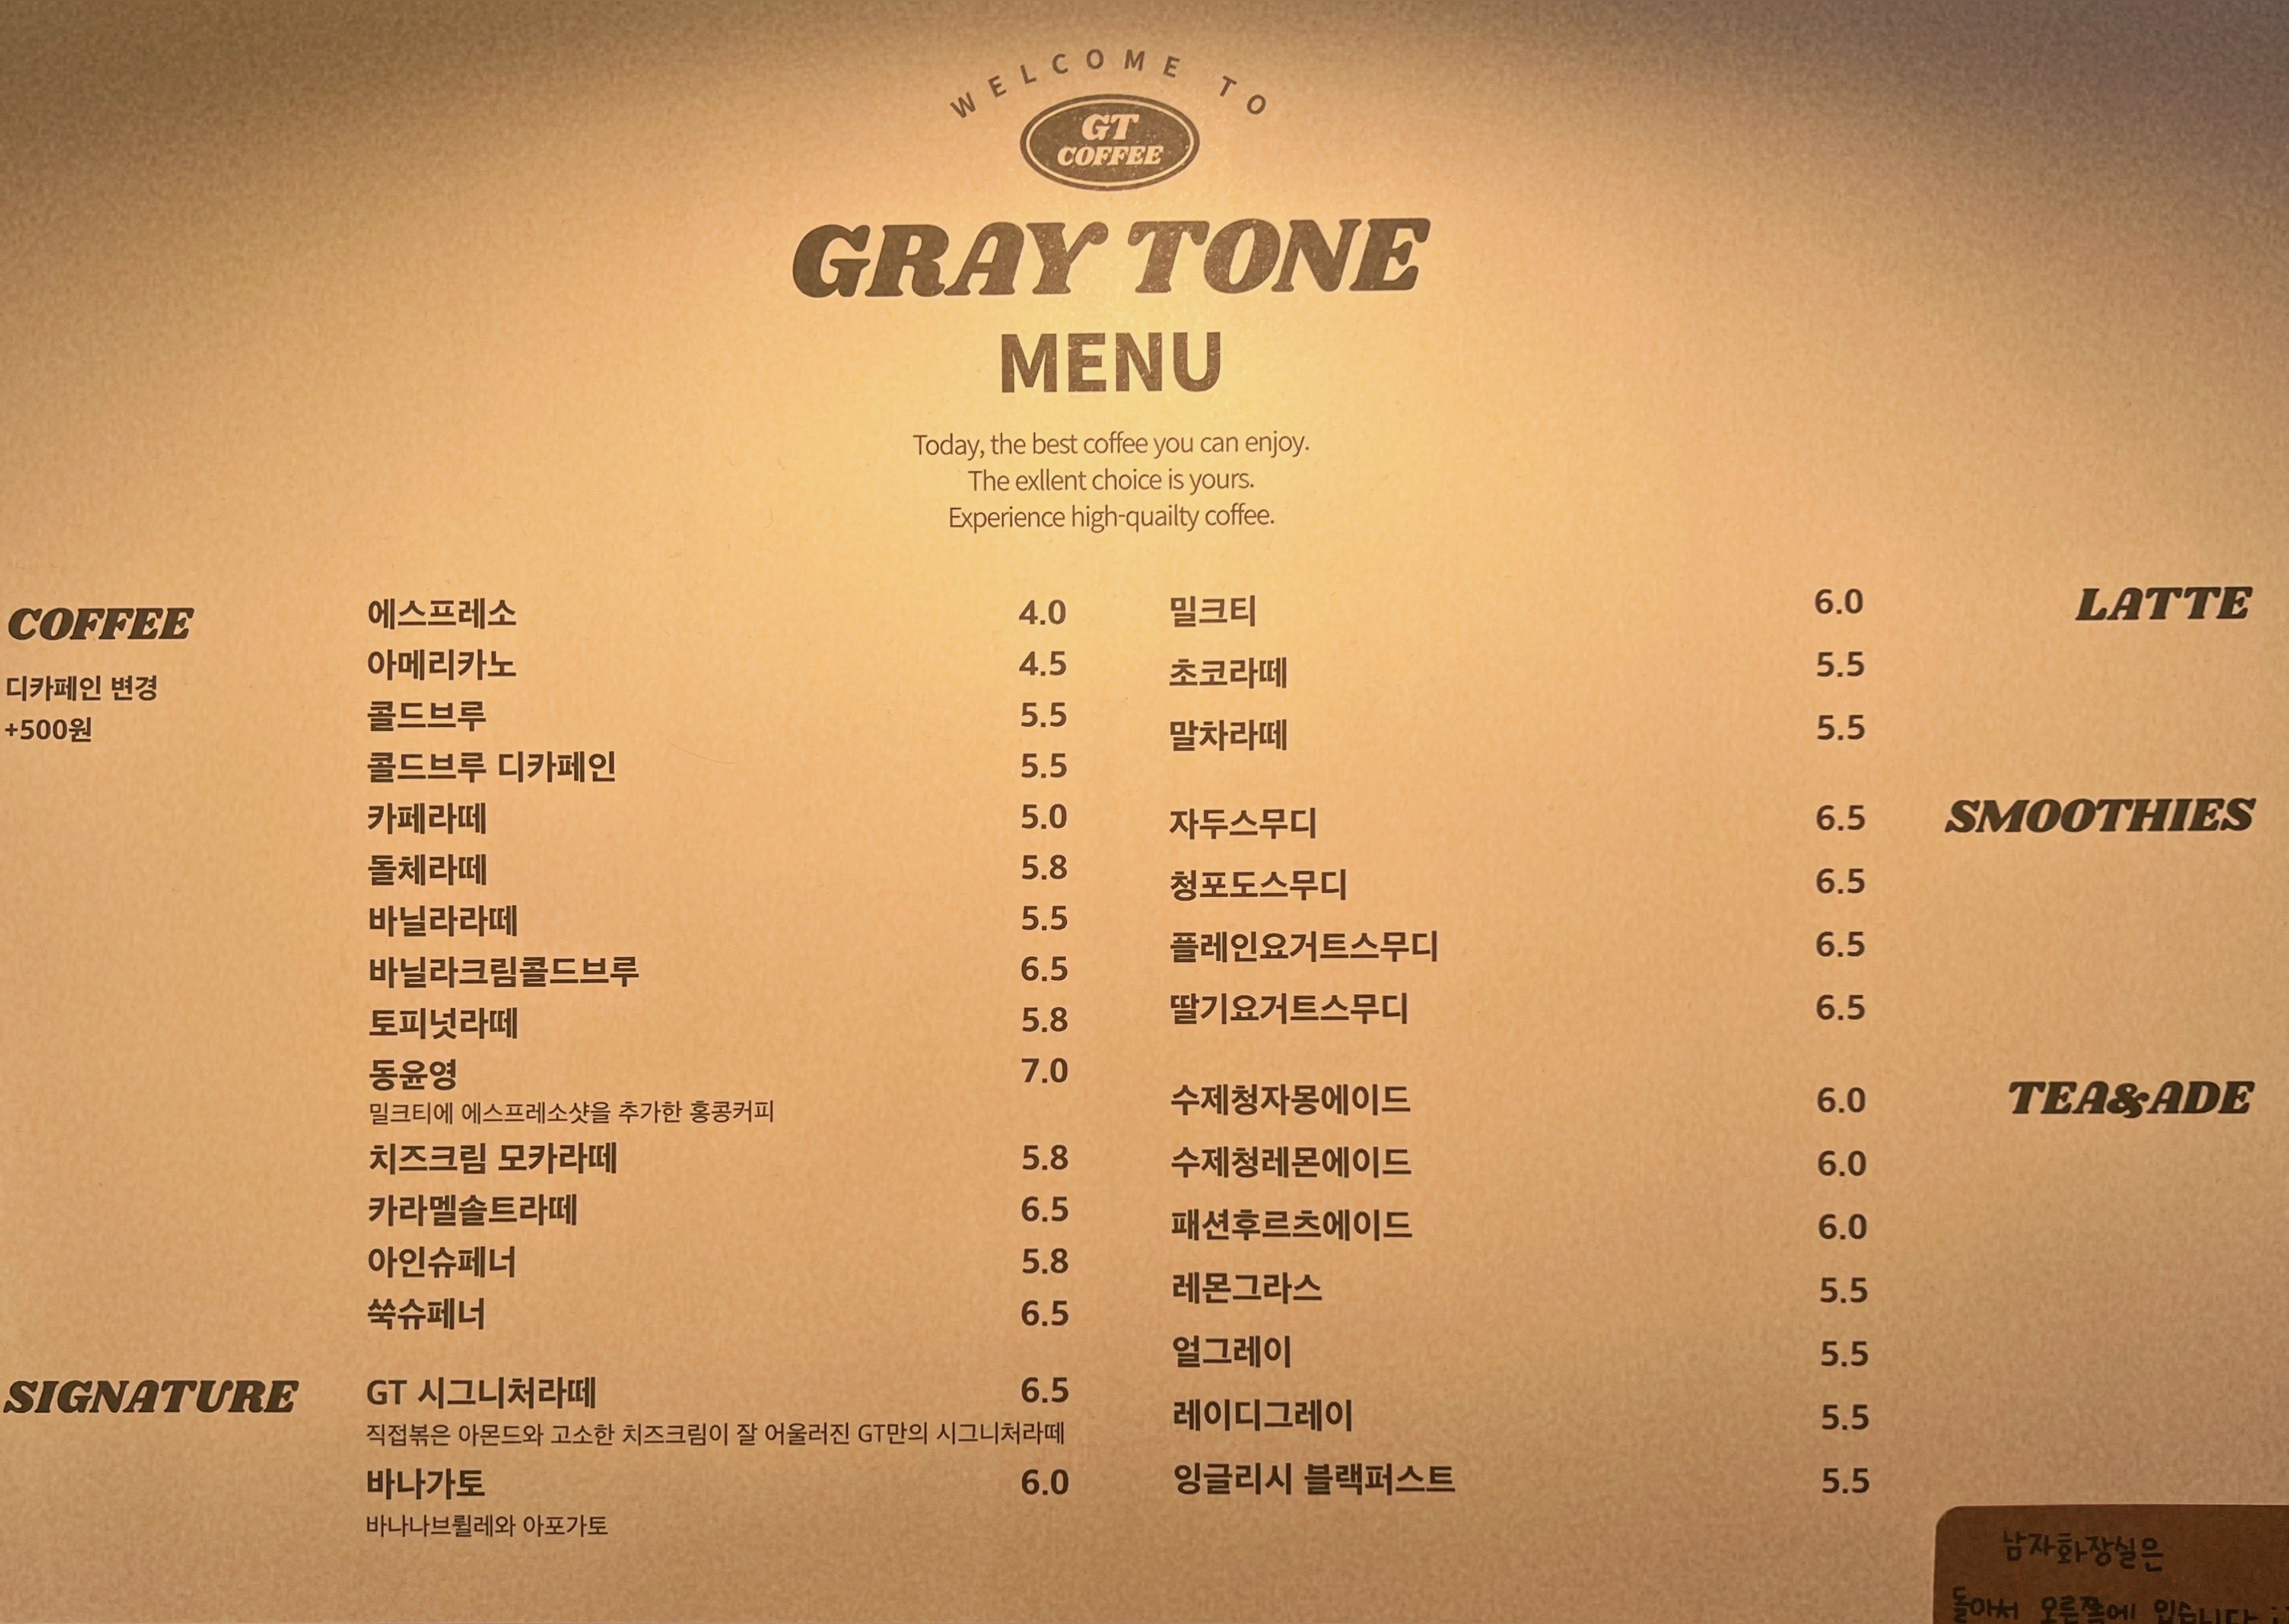 WELCOME TO
GT
COFFEE
GRAY TONE
MENU
Today, the best coffee you can enjoy.
The exllent choice is yours.
Experience high-quailty coffee.
COFFEE
디카페인 변경
+500원
에스프레소 4.0
아메리카노 4.5
콜드브루 5.5
콜드브루 디카페인 5.5
카페라떼 5.0
돌체라떼 5.8
바닐라라떼 5.5
바닐라크림콜드브루 6.5
토피넛라떼 5.8
동윤영 7.0
밀크티에 에스프레소샷을 추가한 홍콩커피
치즈크림 모카라떼 5.8
카라멜솔트라떼 6.5
아인슈페너 5.8
쑥슈페너 6.5
SIGNATURE
GT 시그니처라떼 6.5
직접볶은 아몬드와 고소한 치즈크림이 잘 어울러진 GT만의 시그니처라떼
바나가토 6.0
바나나브륄레와 아포가토
LATTE
밀크티 6.0
초코라떼 5.5
말차라떼 5.5
SMOOTHIES
자두스무디 6.5
청포도스무디 6.5
플레인요거트스무디 6.5
딸기요거트스무디 6.5
TEA&ADE
수제청자몽에이드 6.0
수제청레몬에이드 6.0
패션후르츠에이드 6.0
레몬그라스 5.5
얼그레이 5.5
레이디그레이 5.5
잉글리시 블랙퍼스트 5.5
남자화장실은
돌아서 오른쪽에 있습니다